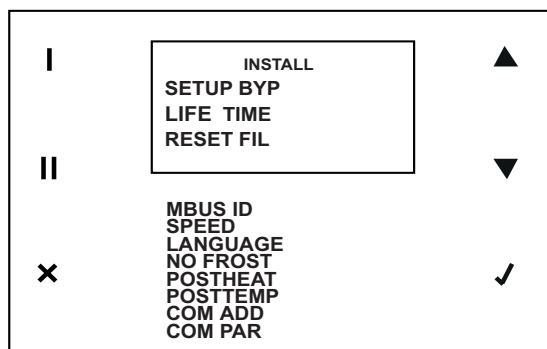 I
INSTALL
SETUP BYP
LIFE TIME
RESET FIL
II
MBUS ID
SPEED
LANGUAGE
NO FROST
POSTHEAT
POSTTEMP
COM ADD
COM PAR